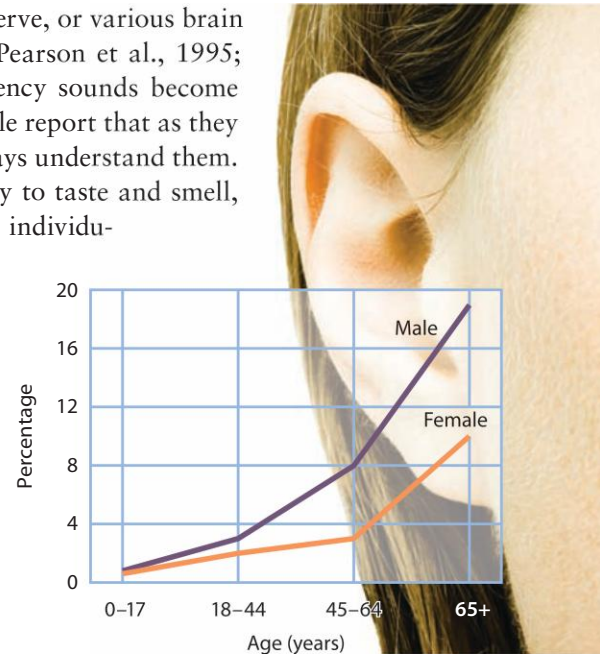 erve, or various brain
Pearson et al., 1995;
ency sounds become
le report that as they
ays understand them.
y to taste and smell,
individu-
20
16
12
8
4
0
Percentage
Male
Female
0–17 18–44 45–64 65+
Age (years)